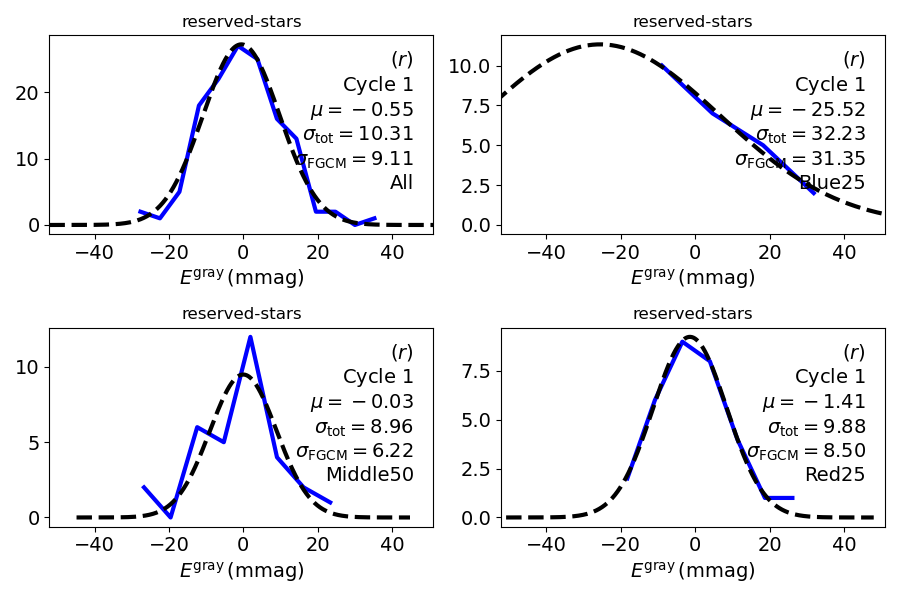 reserved-stars
(r)
Cycle 1
μ = −0.55
σtot = 10.31
σFGCM = 9.11
All
20
10
0
−40 −20 0 20 40
E^gray (mmag)
reserved-stars
(r)
Cycle 1
μ = −25.52
σtot = 32.23
σFGCM = 31.35
Blue25
10.0
7.5
5.0
2.5
0.0
−40 −20 0 20 40
E^gray (mmag)
reserved-stars
(r)
Cycle 1
μ = −0.03
σtot = 8.96
σFGCM = 6.22
Middle50
10
5
0
−40 −20 0 20 40
E^gray (mmag)
reserved-stars
(r)
Cycle 1
μ = −1.41
σtot = 9.88
σFGCM = 8.50
Red25
7.5
5.0
2.5
0.0
−40 −20 0 20 40
E^gray (mmag)